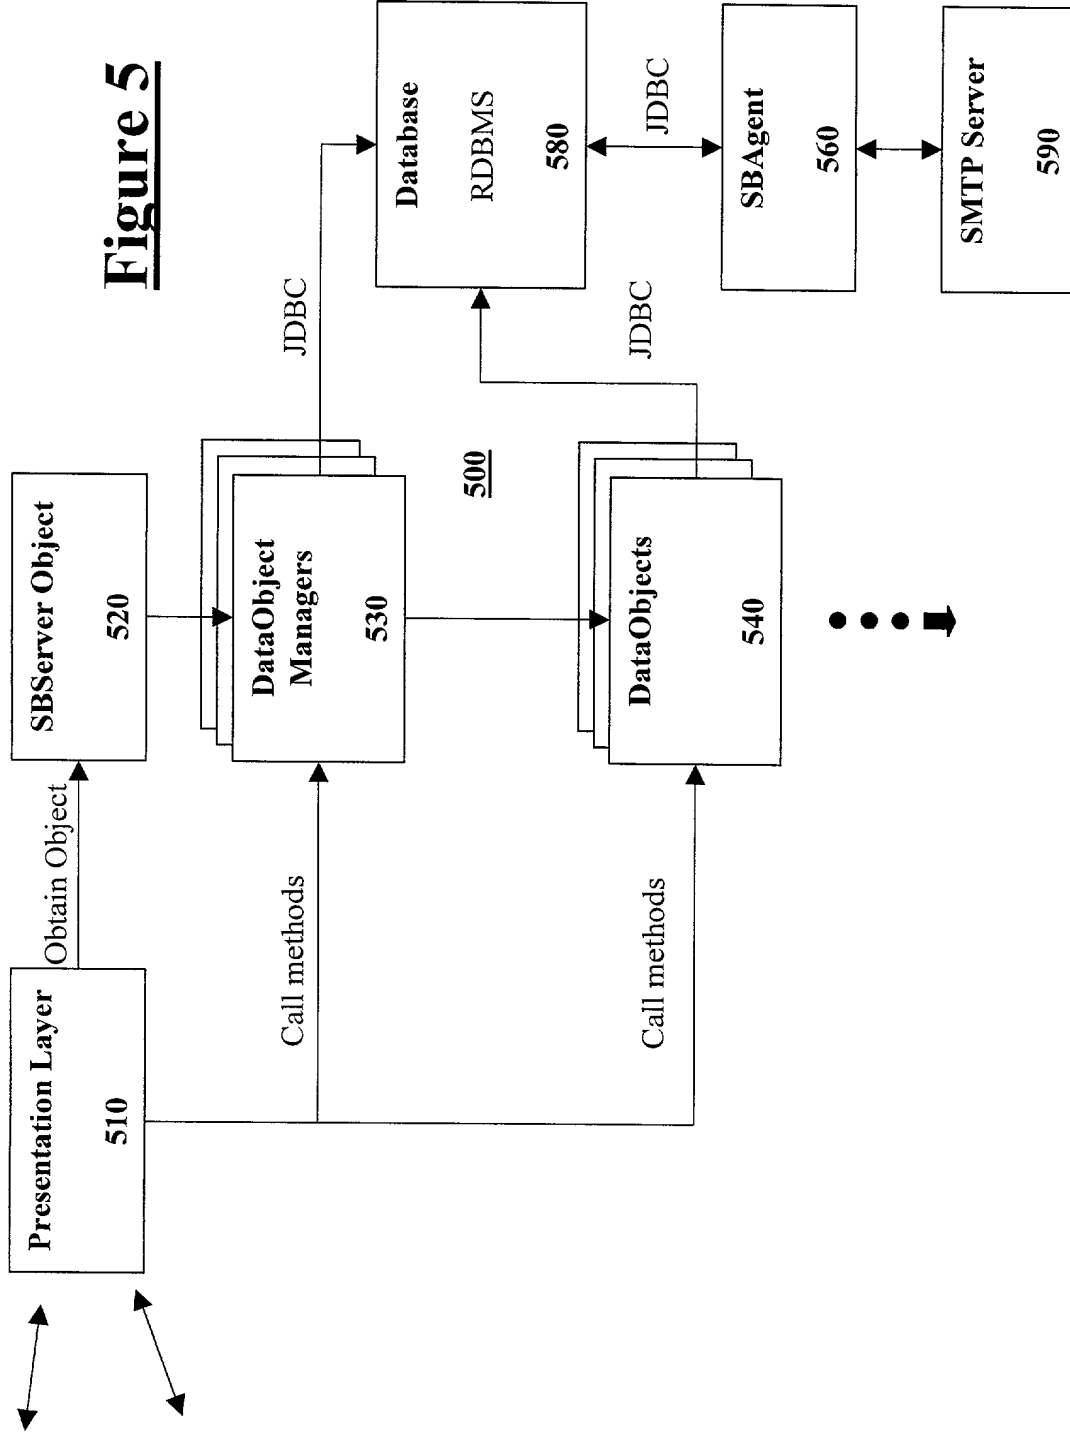 Figure 5
Presentation Layer
510
Obtain Object
SBServer Object
520
Call methods
DataObject
Managers
530
JDBC
Database
RDBMS
580
500
Call methods
DataObjects
540
JDBC
JDBC
SBAgent
560
SMTP Server
590